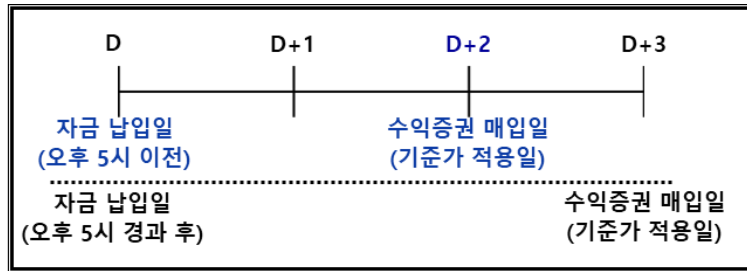 D D+1 D+2 D+3
자금 납입일 수익증권 매입일
(오후 5시 이전) (기준가 적용일)
자금 납입일 수익증권 매입일
(오후 5시 경과 후) (기준가 적용일)